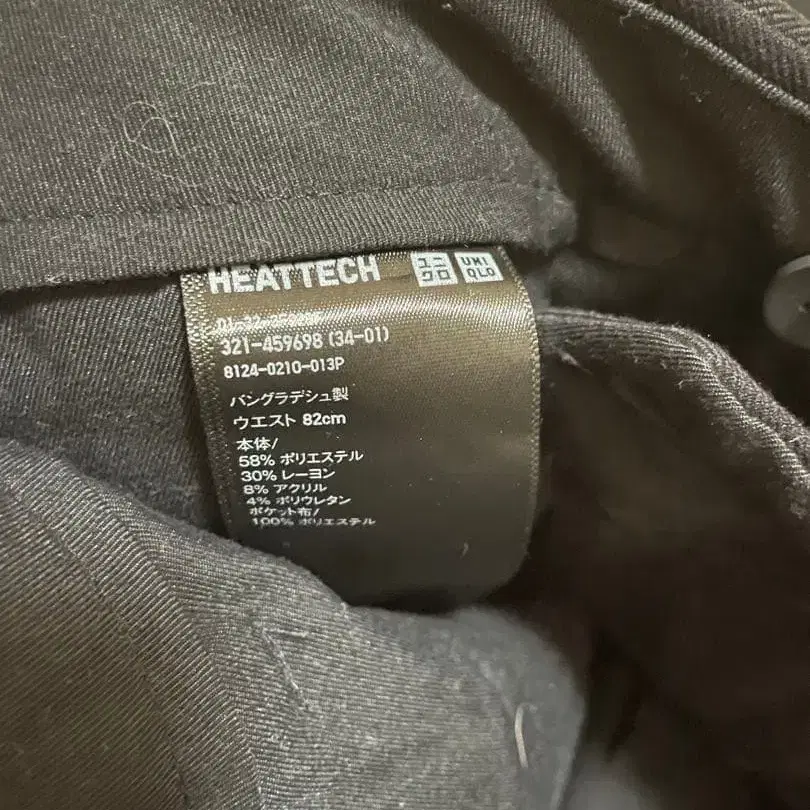 HEATTECH ユニクロ UNIQLO
321-459698 (34-01)
8124-0210-013P
バングラデシュ製
ウエスト 82cm
本体/
58% ポリエステル
30% レーヨン
8% アクリル
4% ポリウレタン
ポケット布/
100% ポリエステル